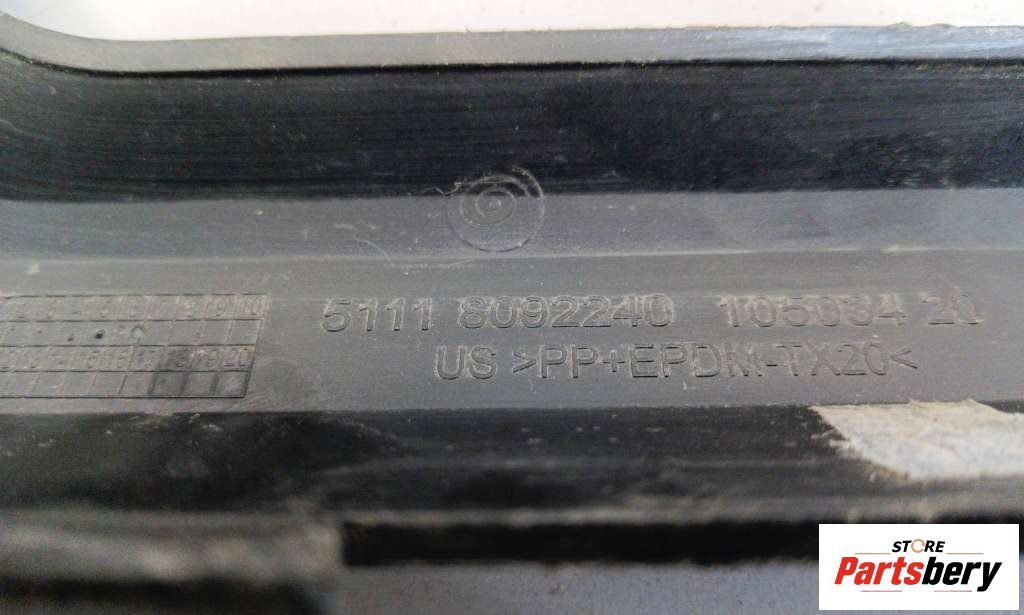 5111 8092240 105034 20
US >PP+EPDM-TX20<
STORE
Partsbery